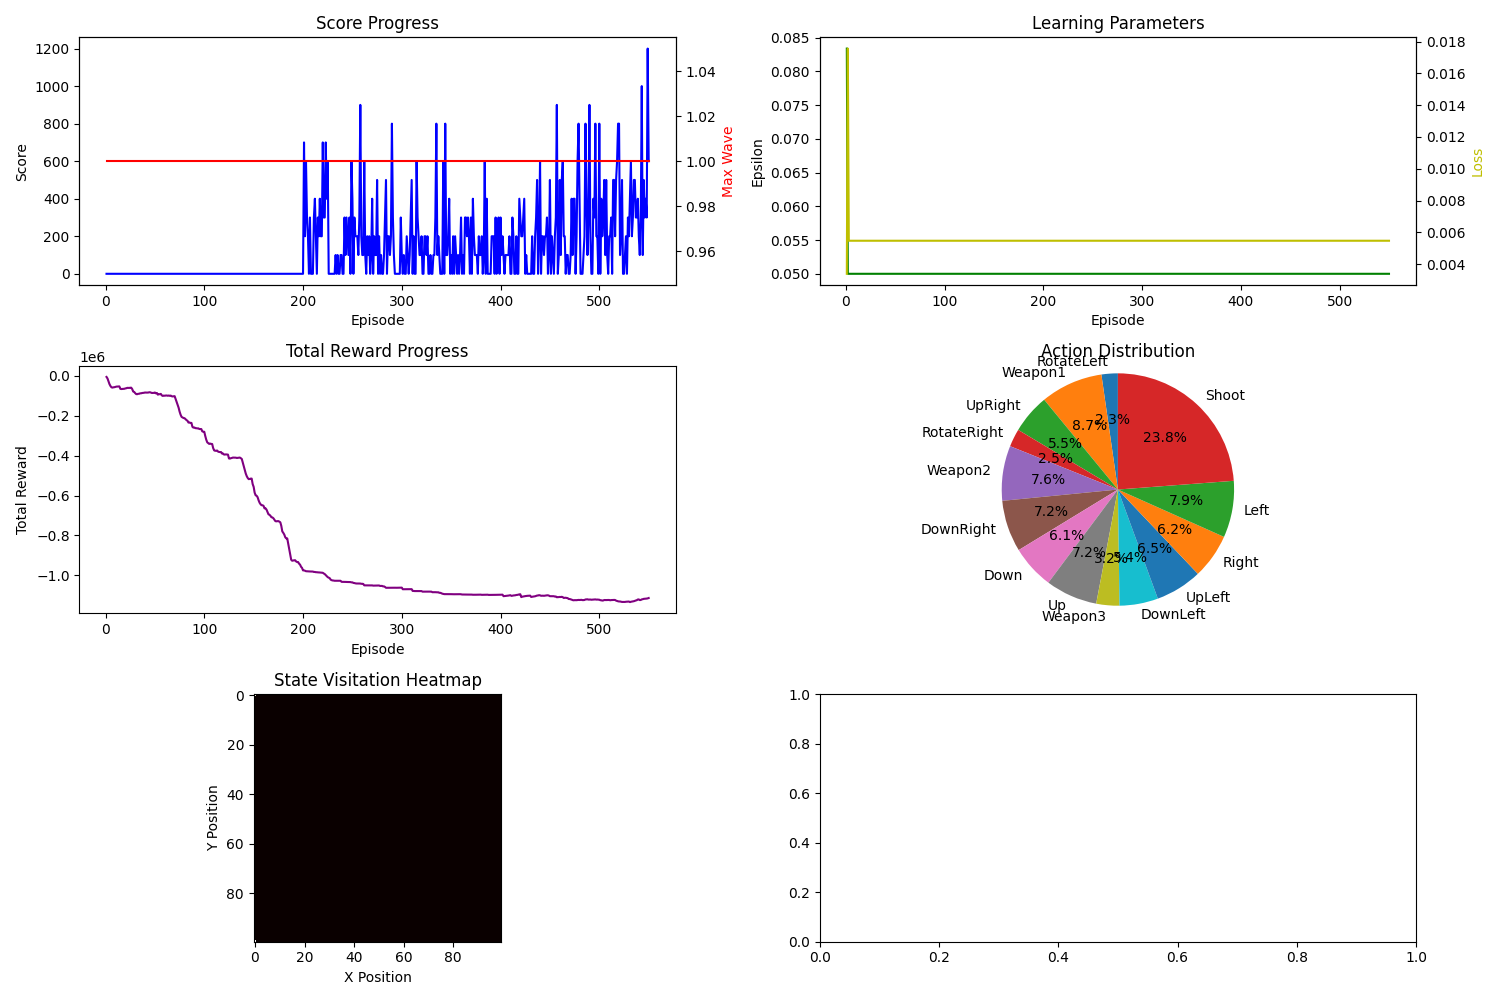 Score Progress
1200
1000
800
600
400
200
0
Score
1.04
1.02
1.00
0.98
0.96
Max Wave
0 100 200 300 400 500
Episode
Learning Parameters
0.085
0.080
0.075
0.070
0.065
0.060
0.055
0.050
Epsilon
0.018
0.016
0.014
0.012
0.010
0.008
0.006
0.004
Loss
0 100 200 300 400 500
Episode
Total Reward Progress
1e6
0.0
−0.2
−0.4
−0.6
−0.8
−1.0
Total Reward
0 100 200 300 400 500
Episode
Action Distribution
RotateLeft
Weapon1
UpRight
RotateRight
Weapon2
DownRight
Down
Up
Weapon3
DownLeft
UpLeft
Right
Left
Shoot
2.3%
8.7%
5.5%
2.5%
7.6%
7.2%
6.1%
7.2%
3.2%
5.4%
6.5%
6.2%
7.9%
23.8%
State Visitation Heatmap
0
20
40
60
80
Y Position
0 20 40 60 80
X Position
1.0
0.8
0.6
0.4
0.2
0.0
0.0 0.2 0.4 0.6 0.8 1.0